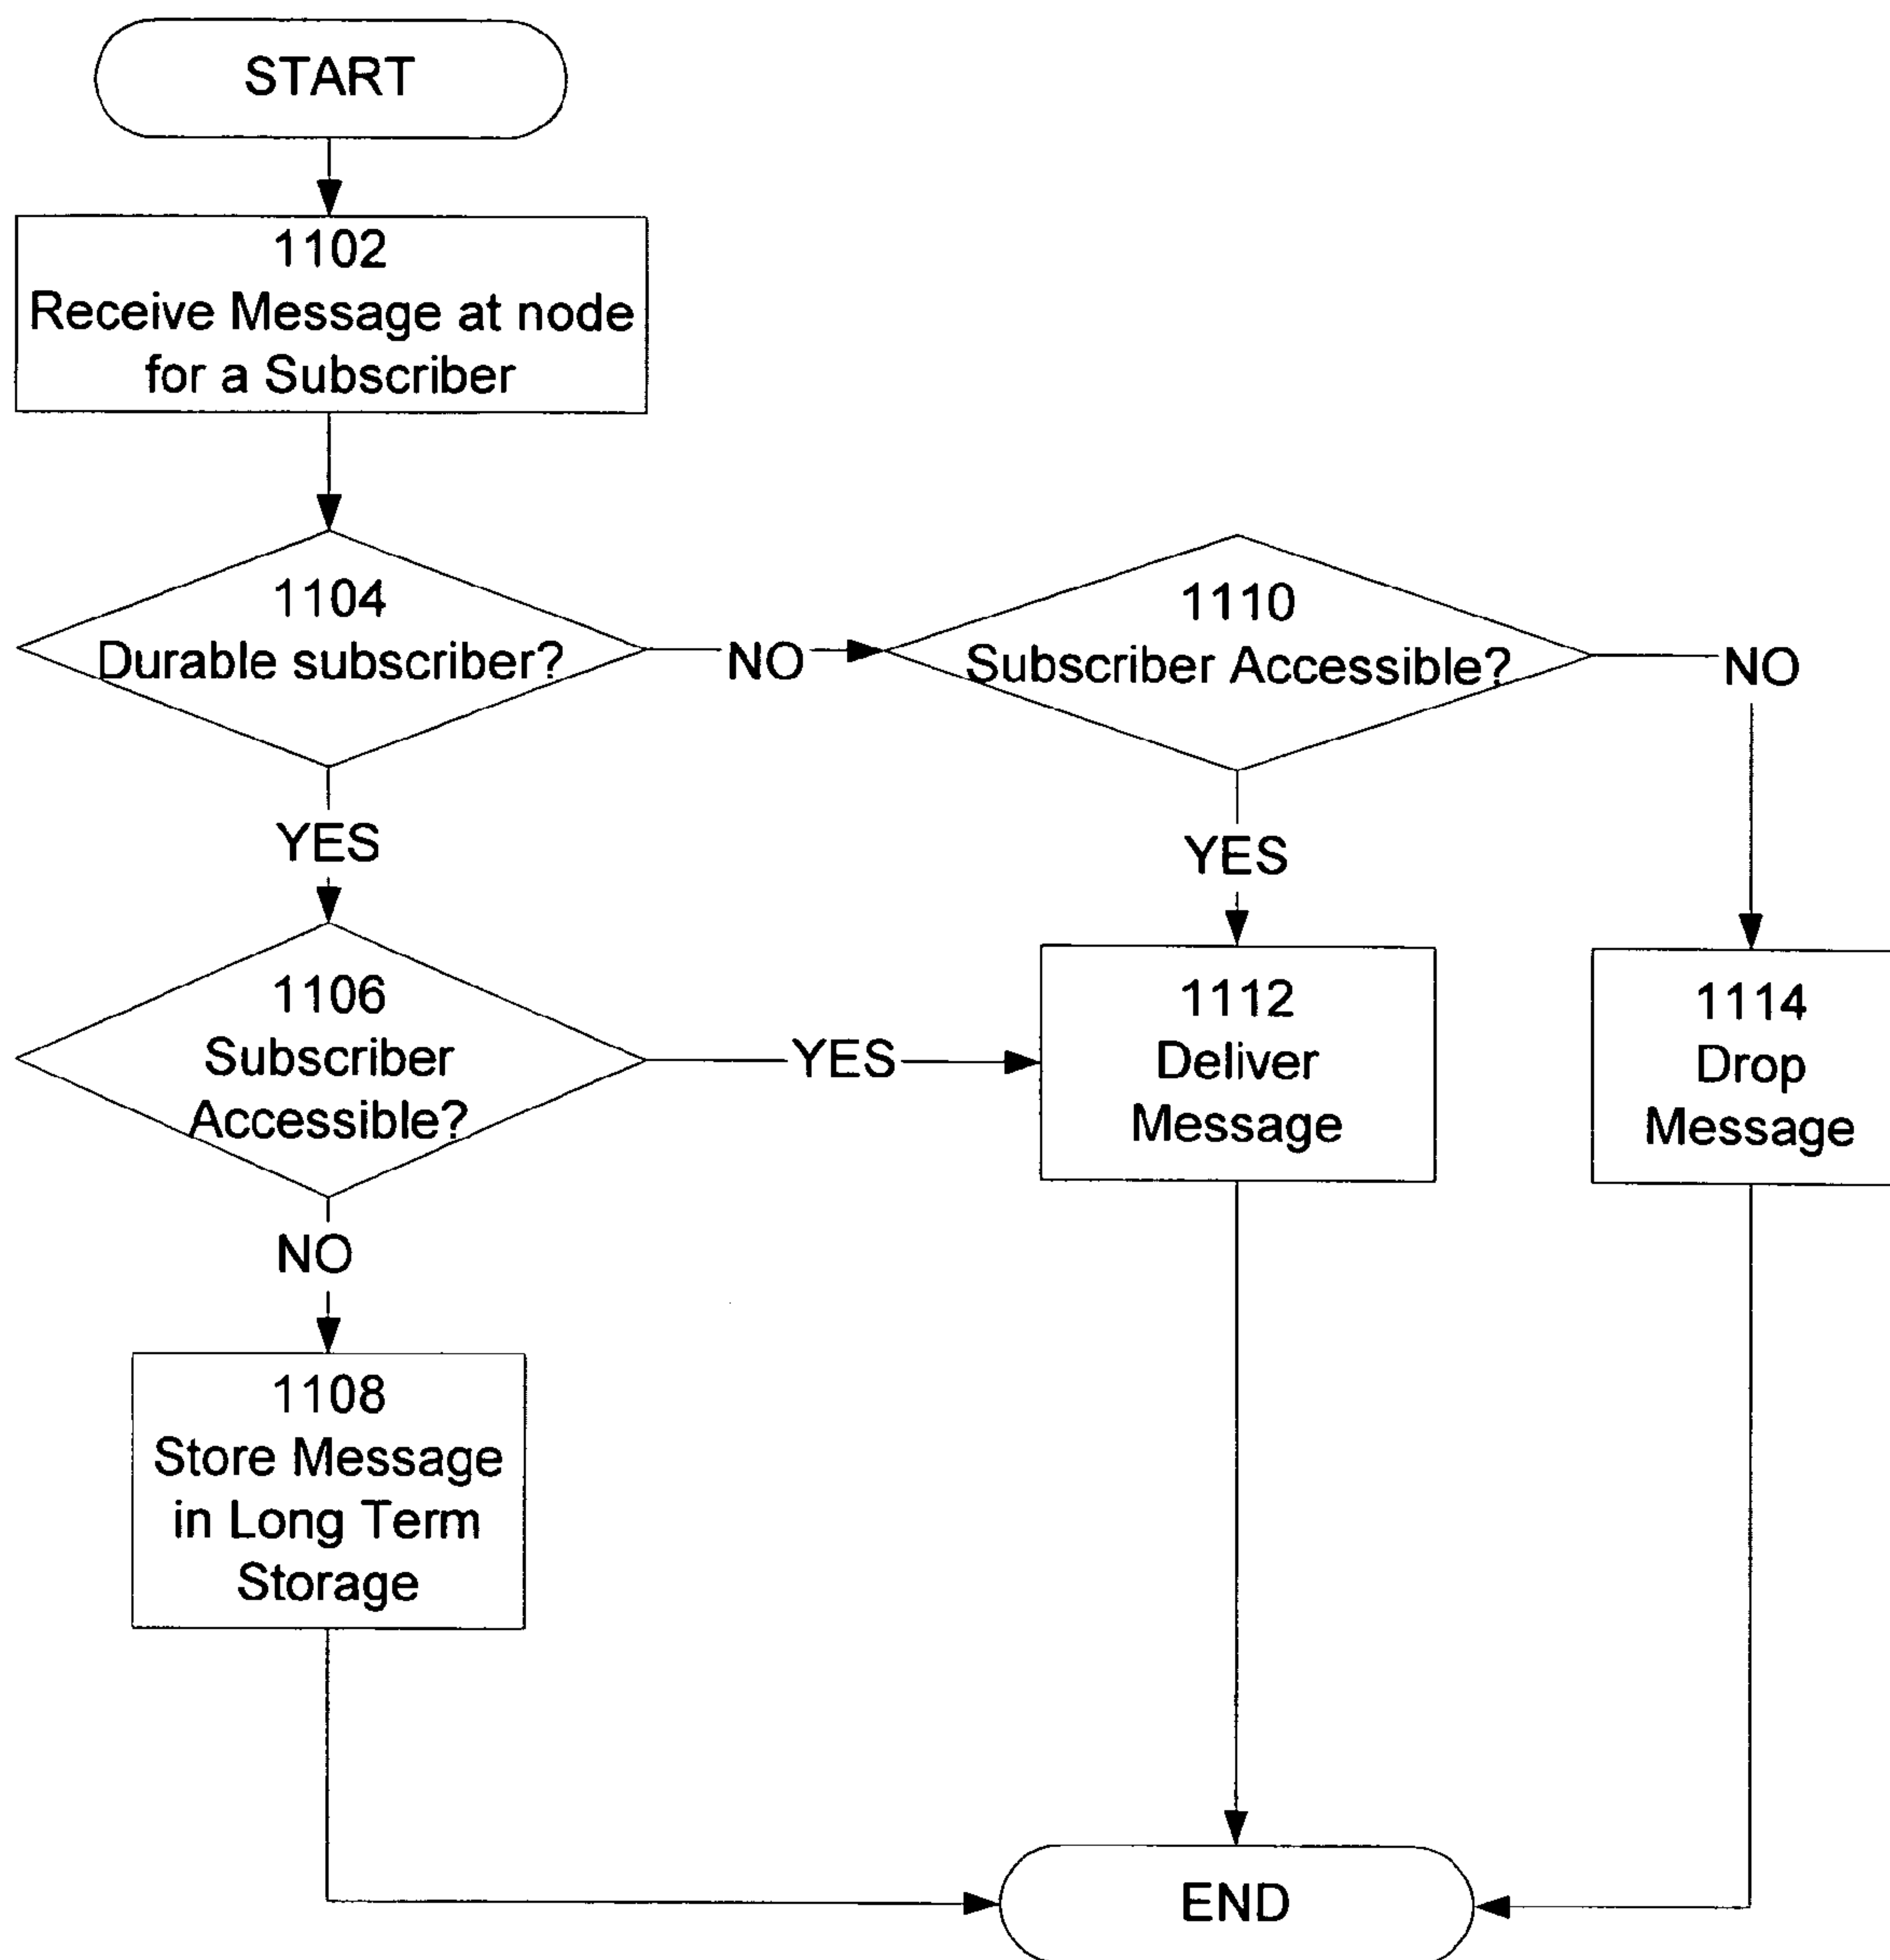 START
1102
Receive Message at node
for a Subscriber
1104
Durable subscriber?
NO
1110
Subscriber Accessible?
NO
YES
YES
1106
Subscriber
Accessible?
YES
1112
Deliver
Message
1114
Drop
Message
NO
1108
Store Message
in Long Term
Storage
END